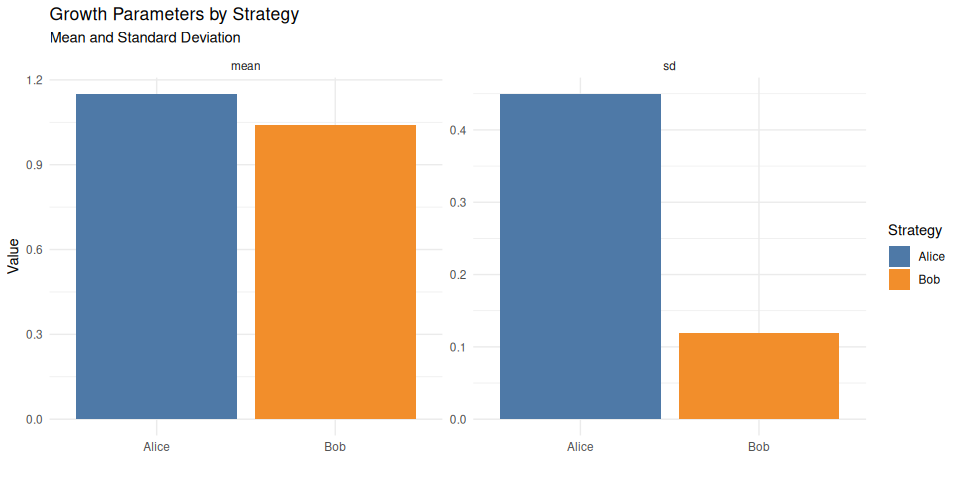 Growth Parameters by Strategy
Mean and Standard Deviation
mean
sd
Value
1.2
0.9
0.6
0.3
0.0
0.4
0.3
0.2
0.1
0.0
Alice
Bob
Alice
Bob
Strategy
Alice
Bob